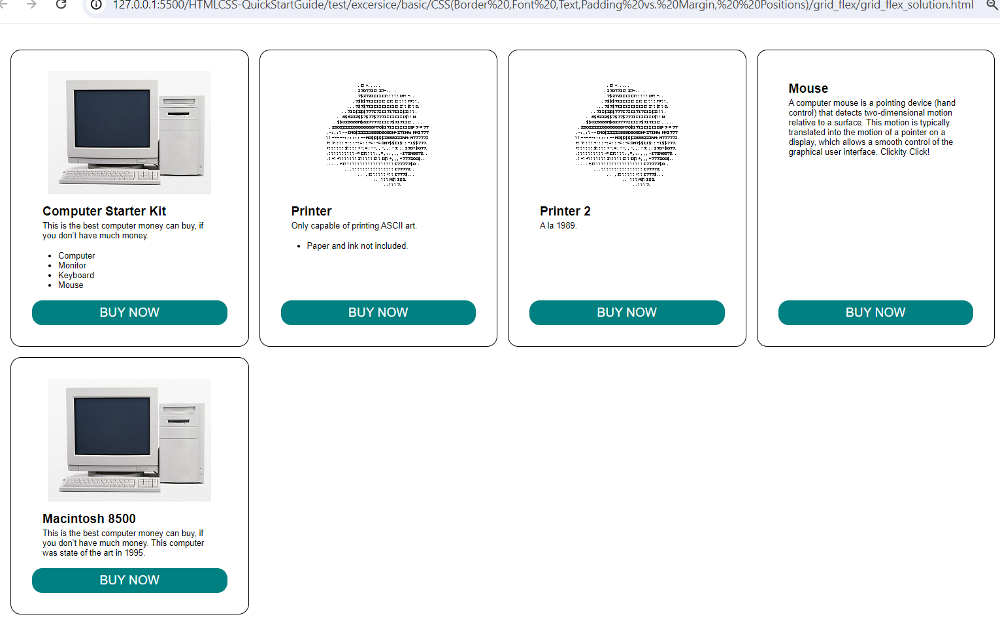 127.0.0.1:5500/HTMLCSS-QuickStartGuide/test/excersice/basic/CSS(Border%20,Font%20,Text,Padding%20vs.%20Margin,%20%20Positions)/grid_flex/grid_flex_solution.html
Computer Starter Kit
This is the best computer money can buy, if
you don't have much money.
• Computer
• Monitor
• Keyboard
• Mouse
BUY NOW
Printer
Only capable of printing ASCII art.
• Paper and ink not included.
BUY NOW
Printer 2
A la 1989.
BUY NOW
Mouse
A computer mouse is a pointing device (hand
control) that detects two-dimensional motion
relative to a surface. This motion is typically
translated into the motion of a pointer on a
display, which allows a smooth control of the
graphical user interface. Clickity Click!
BUY NOW
Macintosh 8500
This is the best computer money can buy, if
you don't have much money. This computer
was state of the art in 1995.
BUY NOW